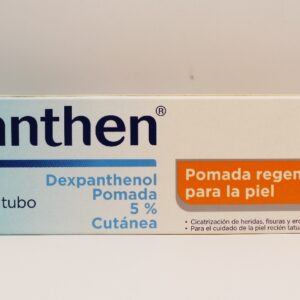 anthen®
tubo
Dexpanthenol
Pomada
5 %
Cutánea
Pomada regen
para la piel
• Cicatrización de heridas, fisuras y ero
• Para el cuidado de la piel recién tatu